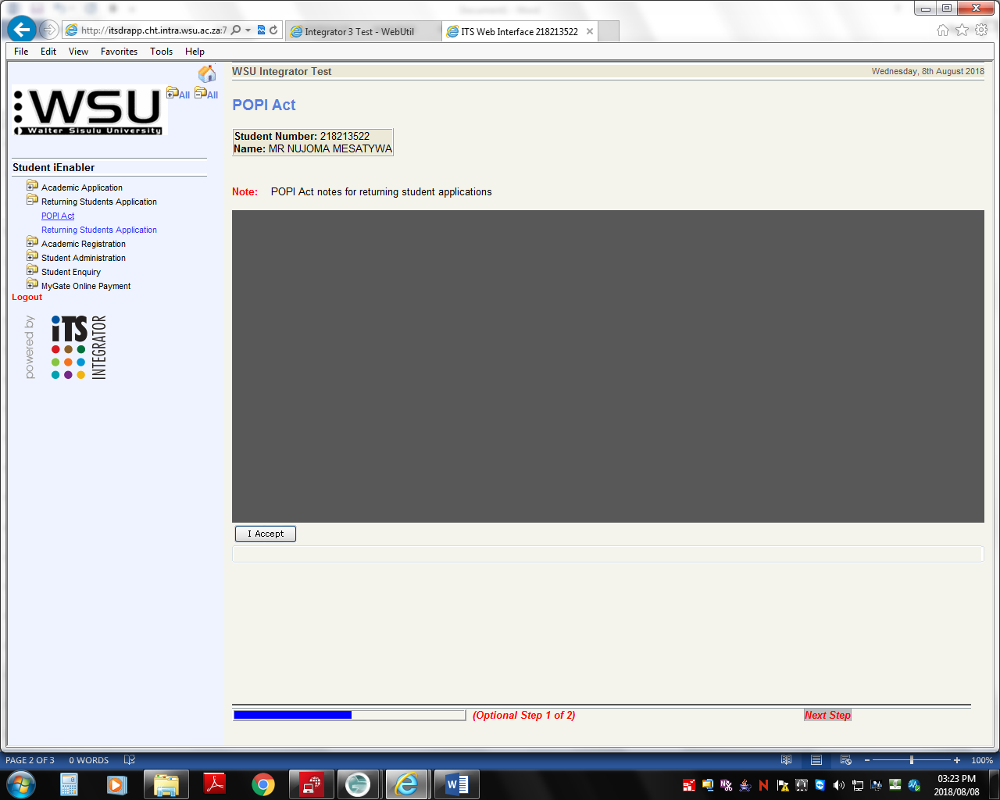 http://itsdrapp.cht.intra.wsu.ac.za:7
Integrator 3 Test - WebUtil
ITS Web Interface 218213522
File Edit View Favorites Tools Help
All All
WSU
Walter Sisulu University
Student iEnabler
Academic Application
Returning Students Application
POPI Act
Returning Students Application
Academic Registration
Student Administration
Student Enquiry
MyGate Online Payment
Logout
powered by
iTS
INTEGRATOR
WSU Integrator Test
Wednesday, 8th August 2018
POPI Act
Student Number: 218213522
Name: MR NUJOMA MESATYWA
Note: POPI Act notes for returning student applications
I Accept
(Optional Step 1 of 2)
Next Step
PAGE 2 OF 3 0 WORDS
100%
03:23 PM
2018/08/08